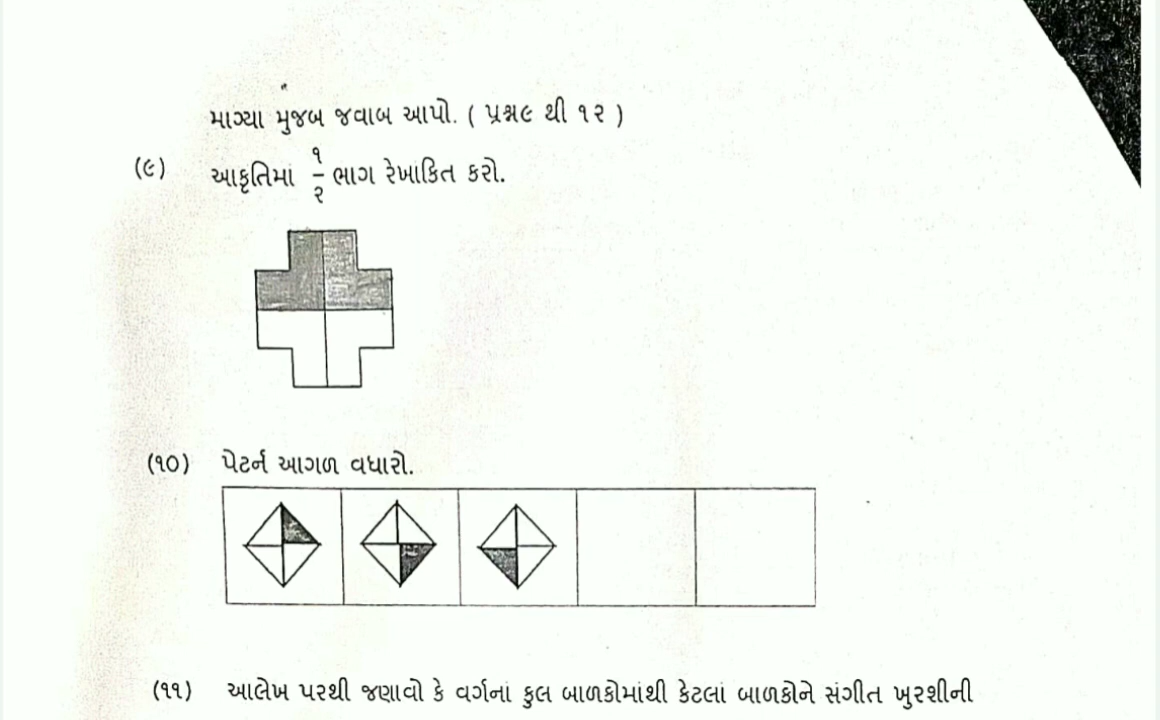 માગ્યા મુજબ જવાબ આપો. ( પ્રશ્ન૯ થી ૧૨ )
(૯) આકૃતિમાં ૧/૨ ભાગ રેખાંકિત કરો.
(૧૦) પેટર્ન આગળ વધારો.
(૧૧) આલેખ પરથી જણાવો કે વર્ગનાં કુલ બાળકોમાંથી કેટલાં બાળકોને સંગીત ખુરશીની